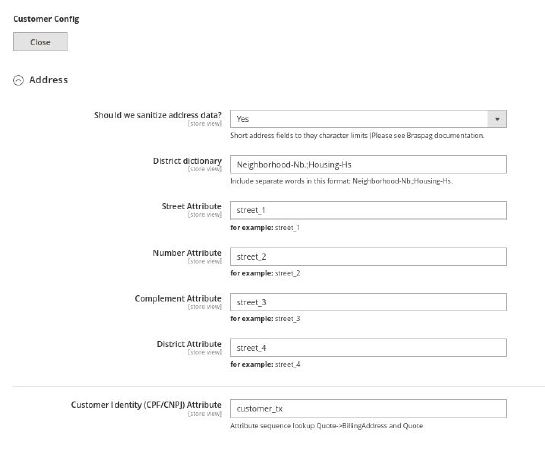 Customer Config
Close
Address
Should we sanitize address data?
[store view]
Yes
Short address fields to they character limits (Please see Braspag documentation.
District dictionary
[store view]
Neighborhood-Nb.;Housing-Hs
Include separate words in this format: Neighborhood-Nb.;Housing-Hs.
Street Attribute
[store view]
street_1
for example: street_1
Number Attribute
[store view]
street_2
for example: street_2
Complement Attribute
[store view]
street_3
for example: street_3
District Attribute
[store view]
street_4
for example: street_4
Customer Identity (CPF/CNPJ) Attribute
[store view]
customer_tx
Attribute sequence lookup Quote->BillingAddress and Quote